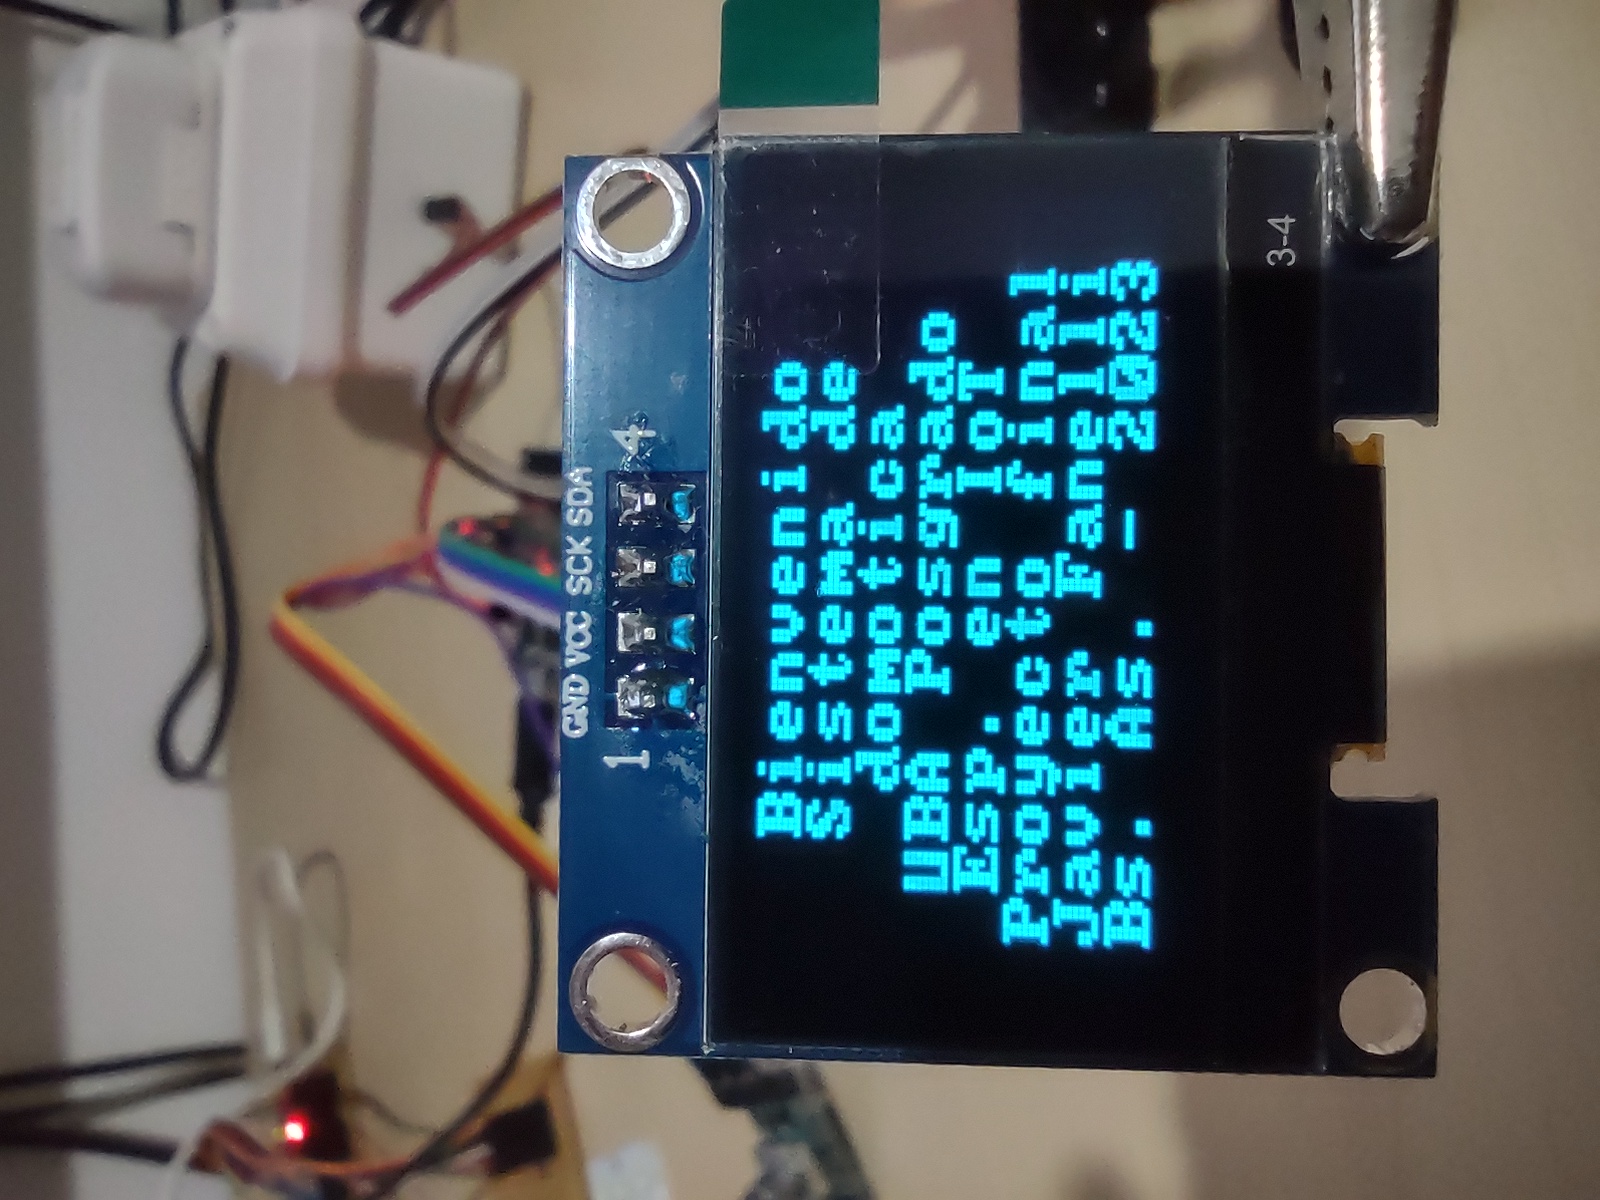 GND VCC SCK SDA
1 4
Bienvenido
Sistema de
domotica
UBA Posgrado
Esp. en IoT
Proyecto final
Javier Fanelli
Bs. As. - 2023
3-4